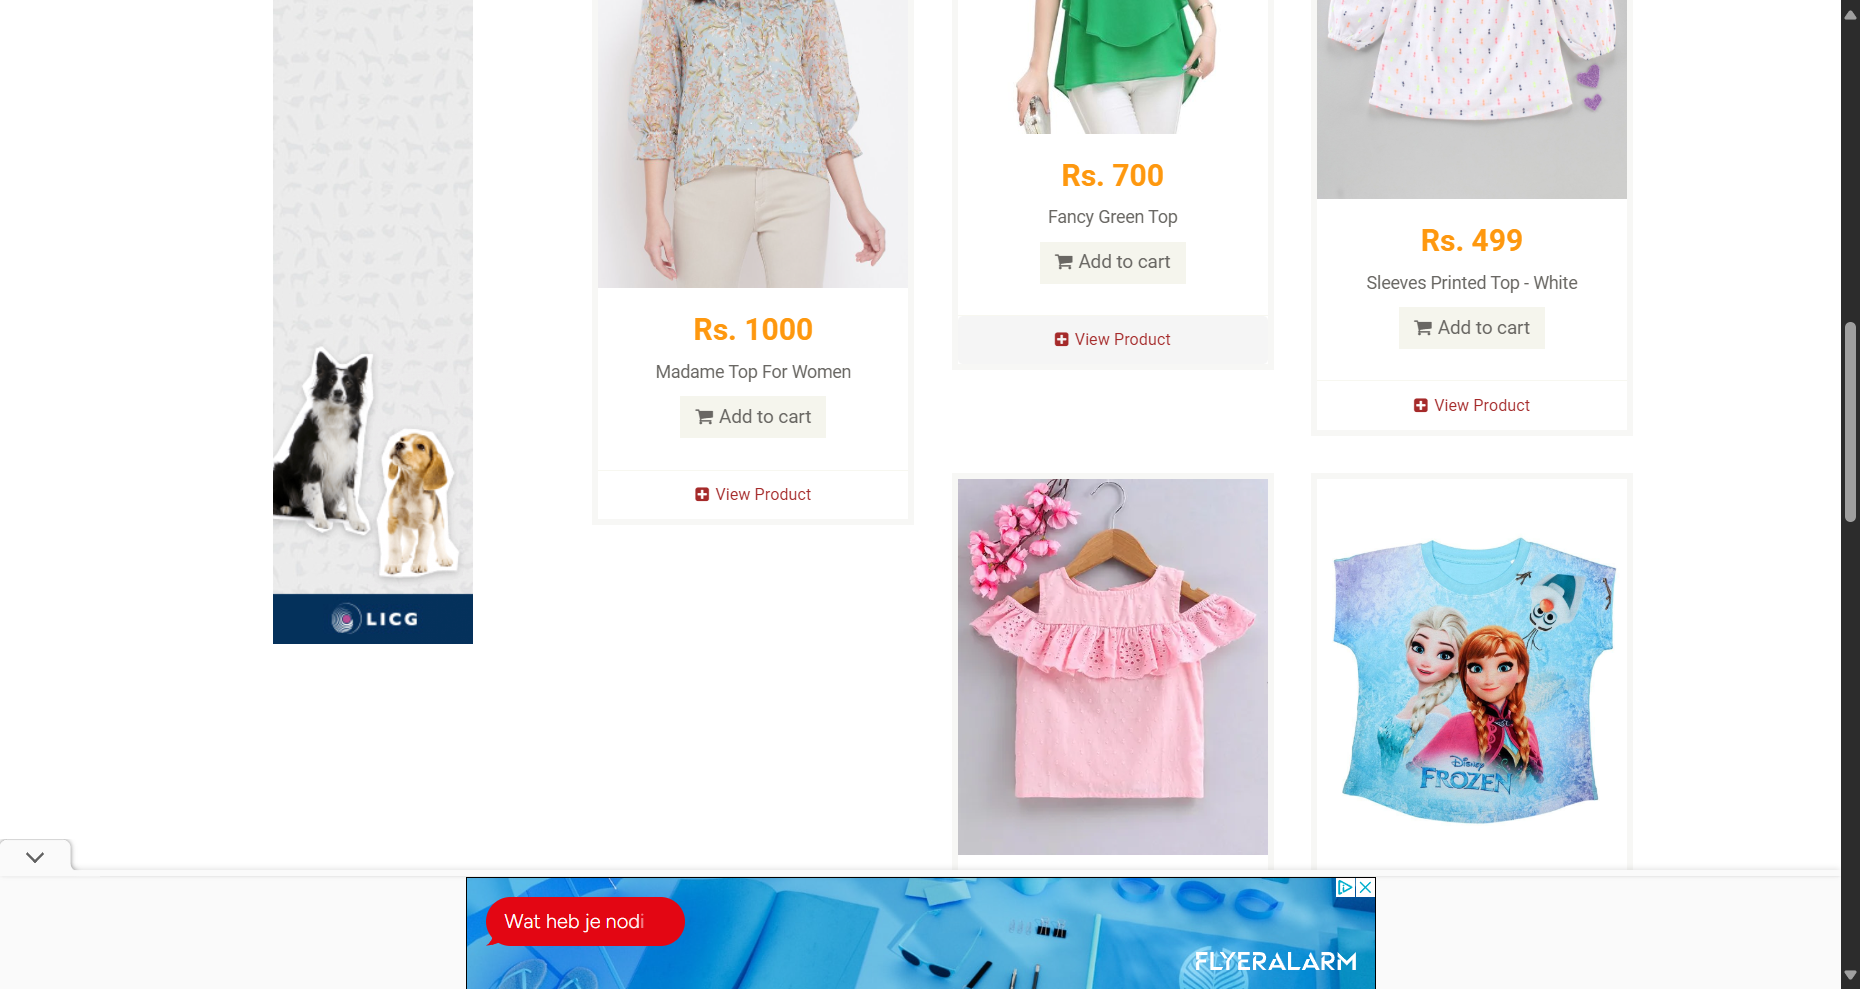 Rs. 1000
Madame Top For Women
Add to cart
View Product
Rs. 700
Fancy Green Top
Add to cart
View Product
Rs. 499
Sleeves Printed Top - White
Add to cart
View Product
LICG
Disney
FROZEN
Wat heb je nodi
FLYERALARM